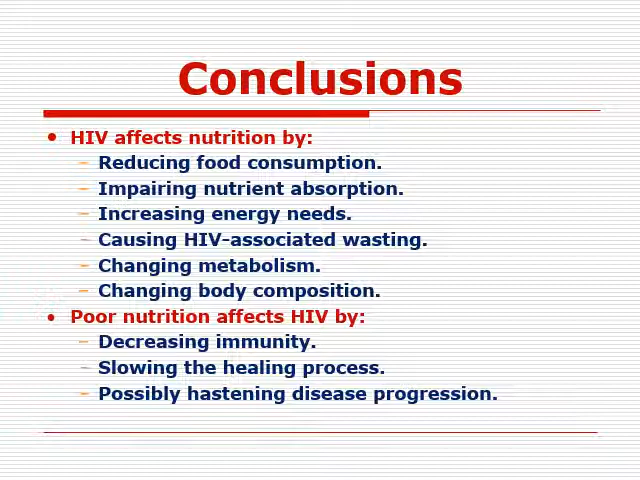 Conclusions
• HIV affects nutrition by:
– Reducing food consumption.
– Impairing nutrient absorption.
– Increasing energy needs.
– Causing HIV-associated wasting.
– Changing metabolism.
– Changing body composition.
• Poor nutrition affects HIV by:
– Decreasing immunity.
– Slowing the healing process.
– Possibly hastening disease progression.